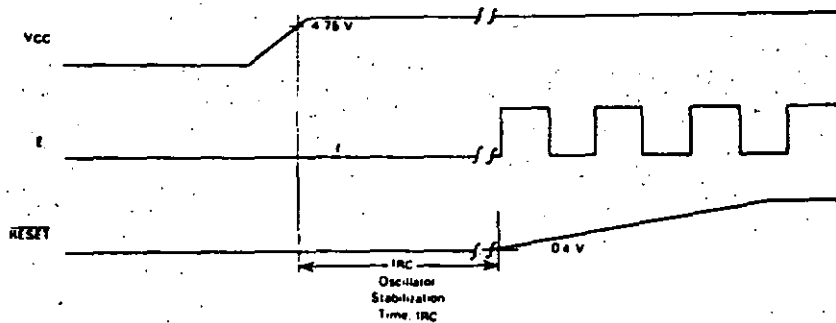 VCC
4.75 V
E
RESET
0.4 V
tRC
Oscillator
Stabilization
Time, tRC